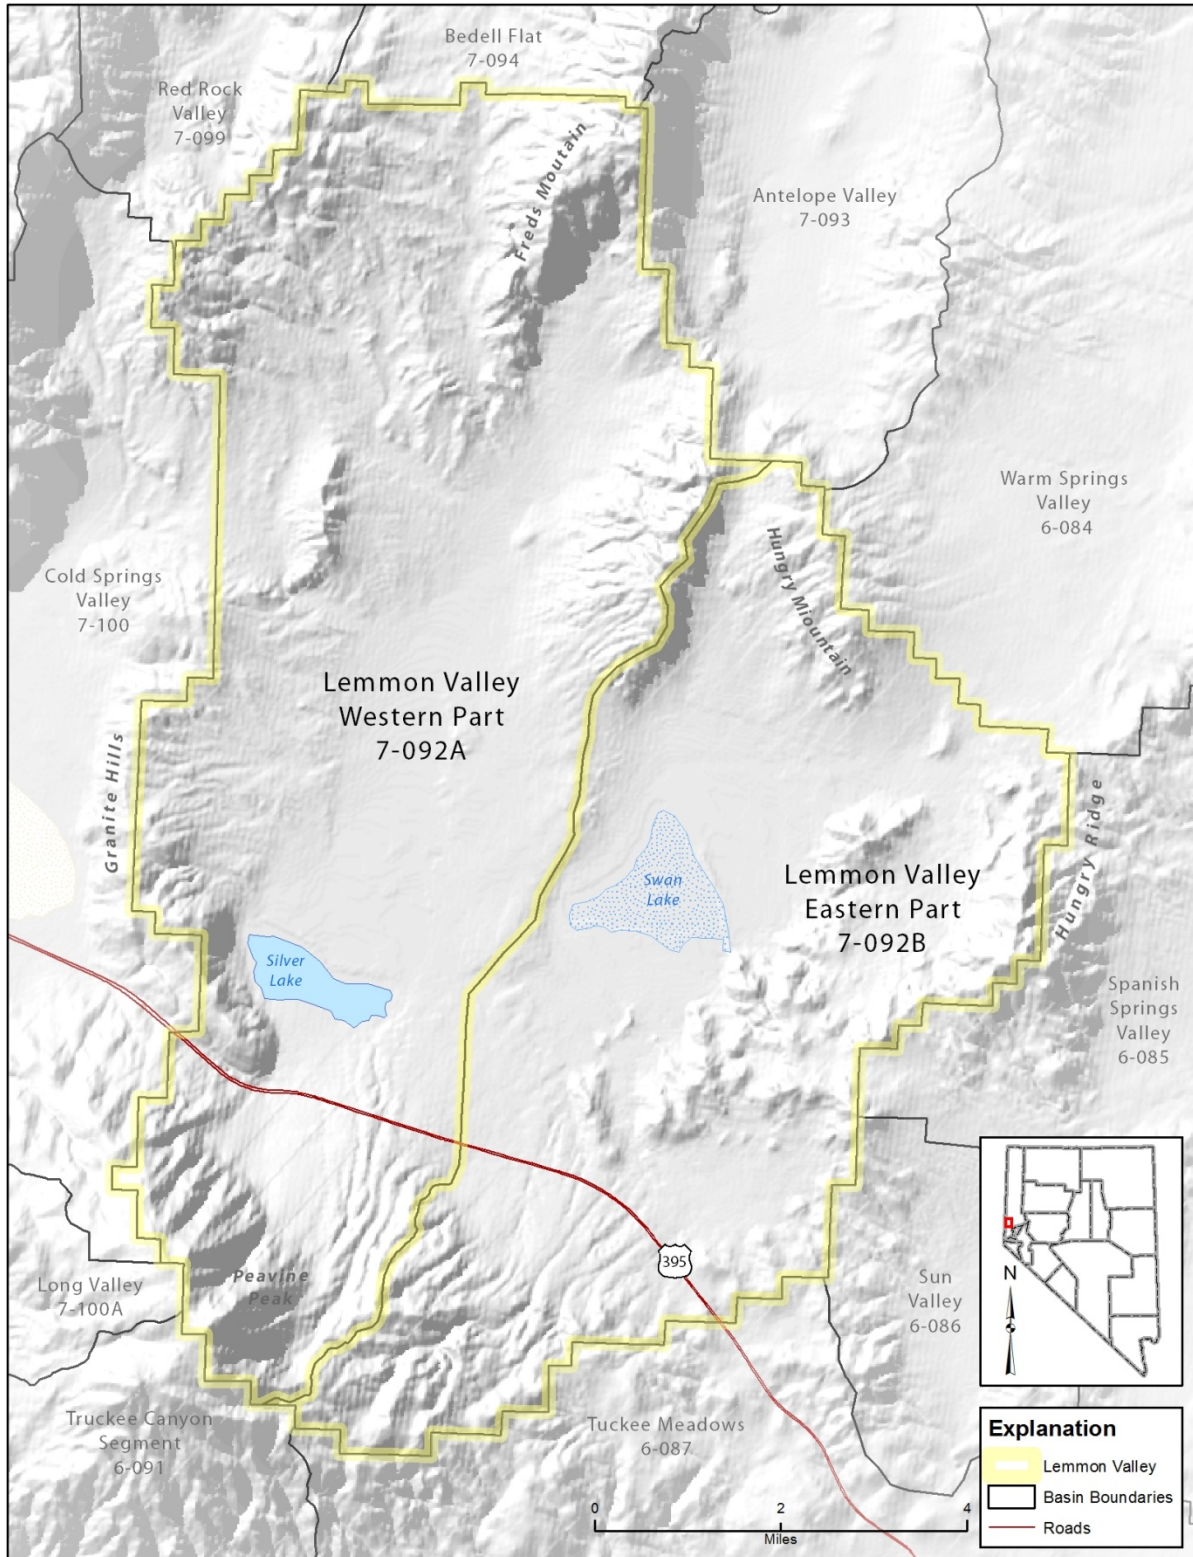 Bedell Flat
7-094
Red Rock
Valley
7-099
Freds Moutain
Antelope Valley
7-093
Warm Springs
Valley
6-084
Hungry Miountain
Cold Springs
Valley
7-100
Lemmon Valley
Western Part
7-092A
Granite Hills
Hungry Ridge
Swan
Lake
Lemmon Valley
Eastern Part
7-092B
Silver
Lake
Spanish
Springs
Valley
6-085
395
Peavine
Peak
Long Valley
7-100A
Sun
Valley
6-086
N
Truckee Canyon
Segment
6-091
Tuckee Meadows
6-087
0 2 4
Miles
Explanation
Lemmon Valley
Basin Boundaries
Roads